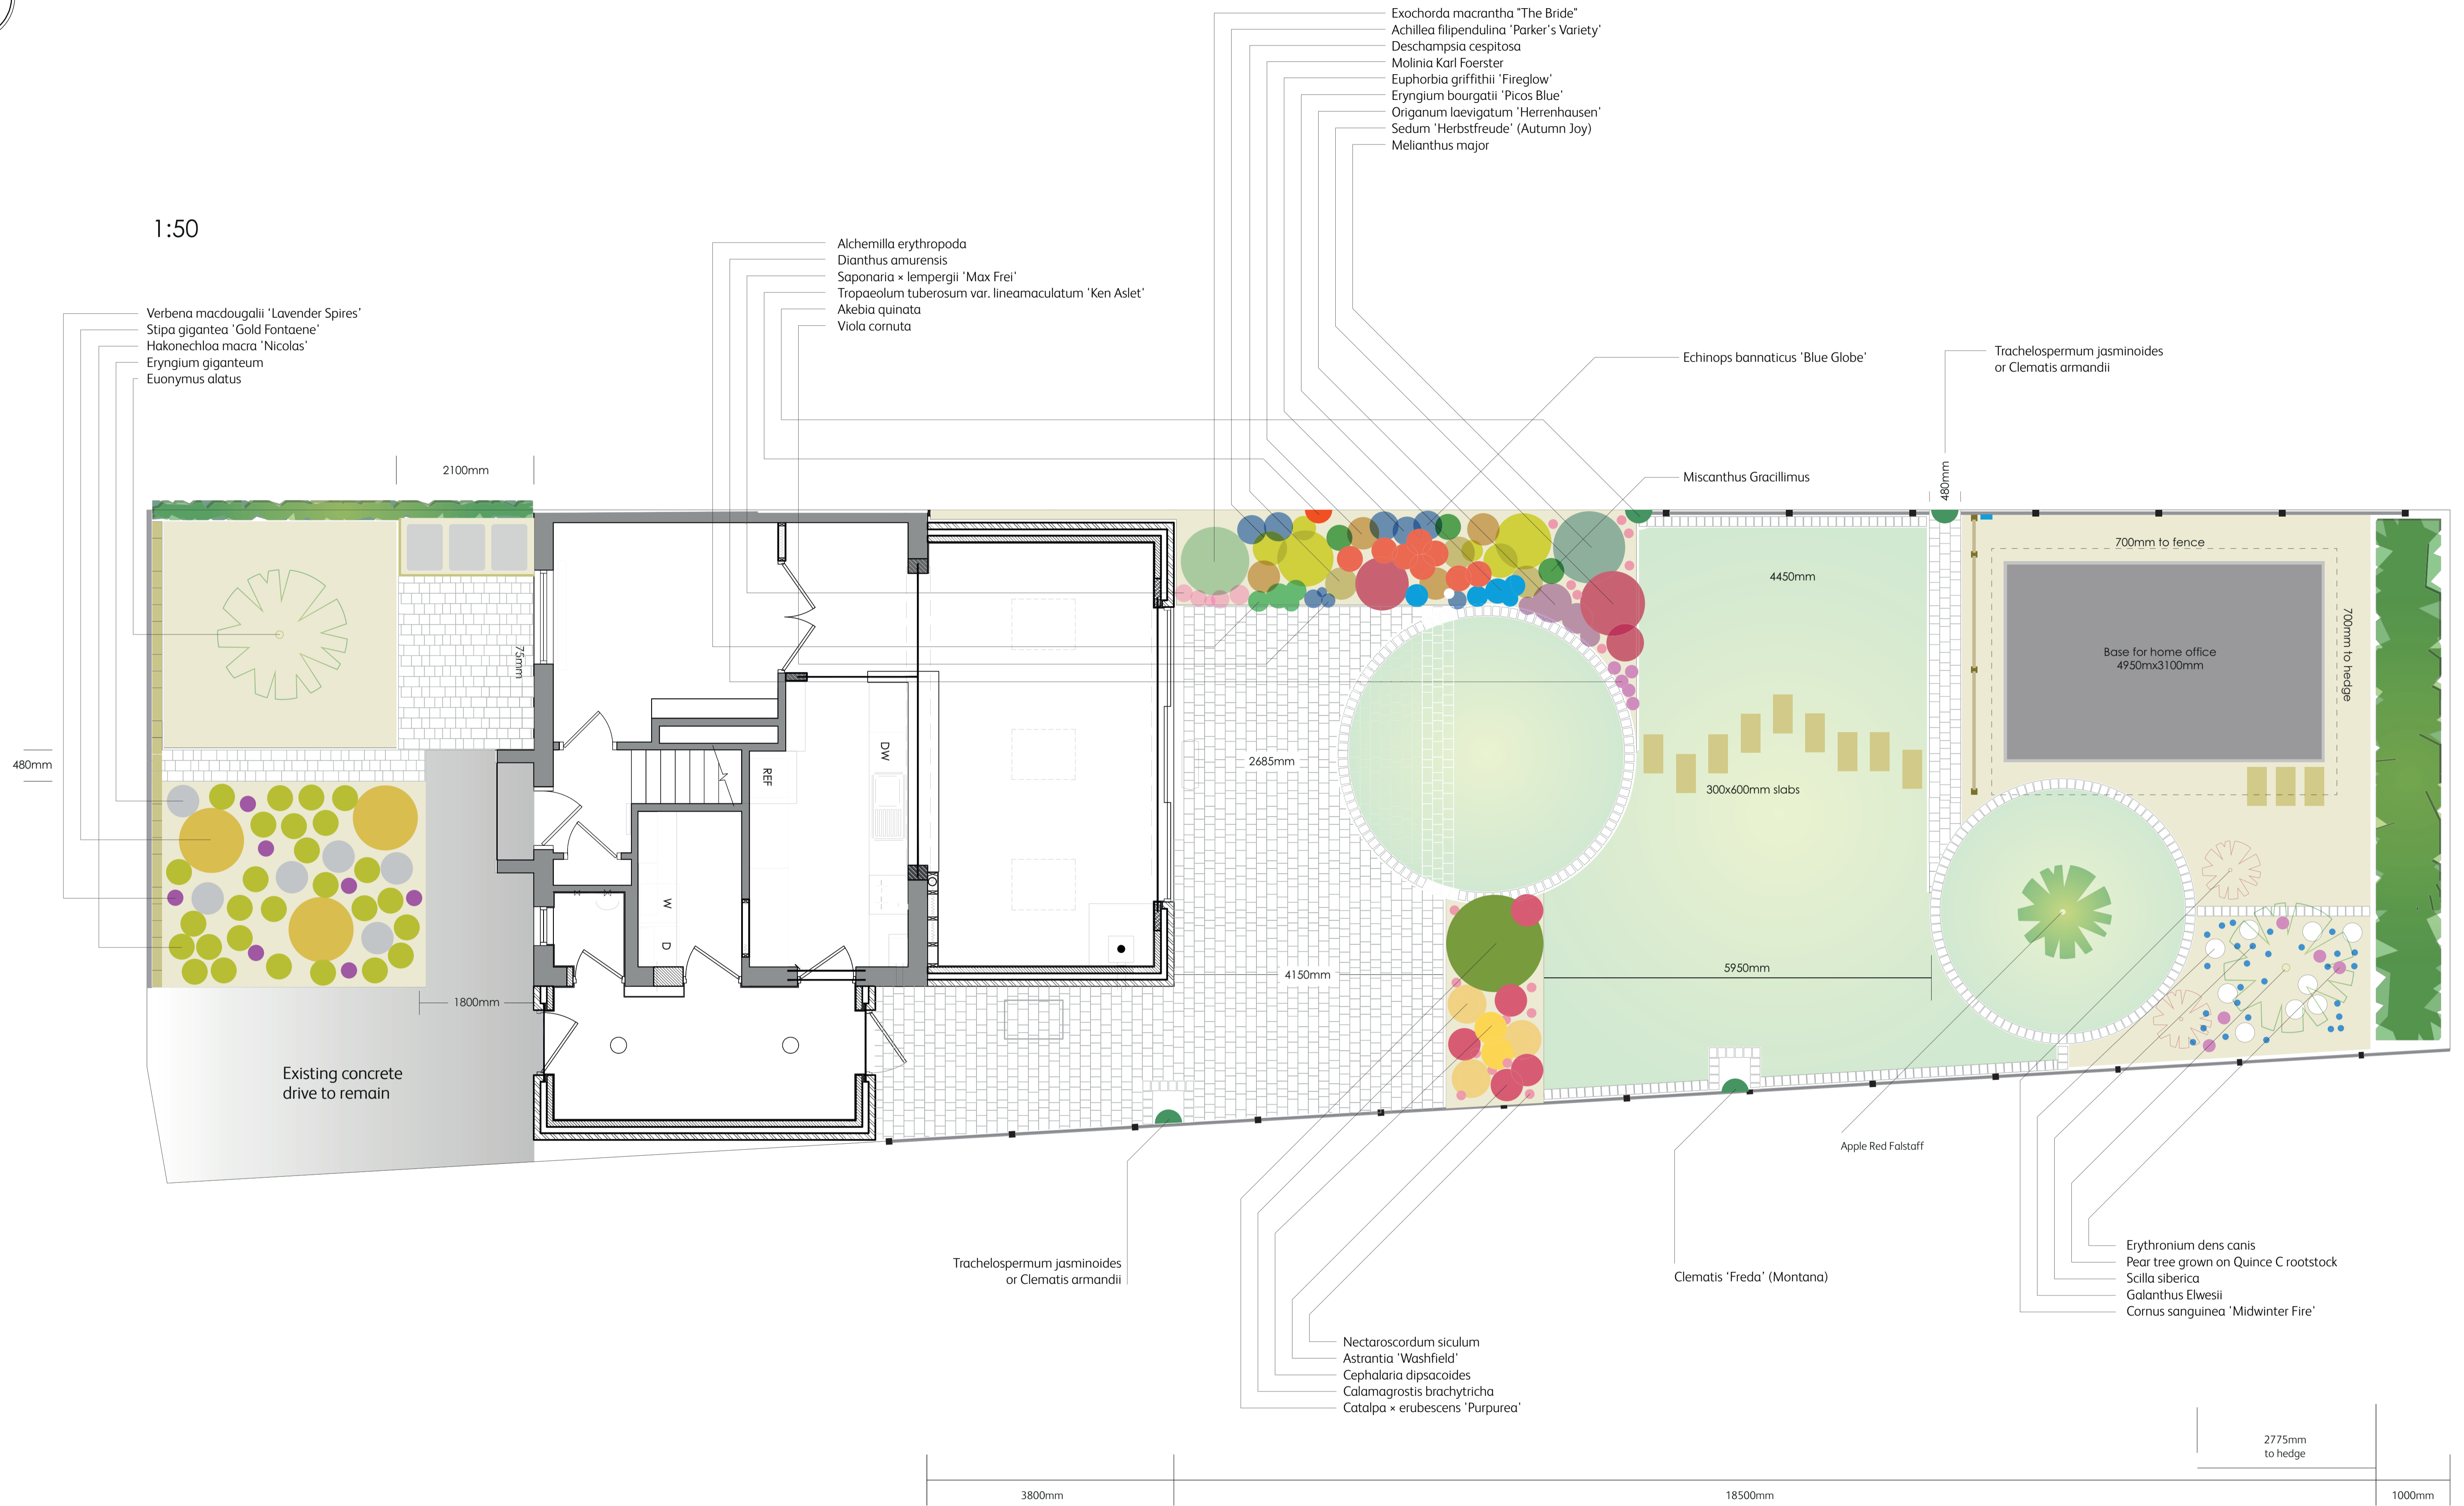 Exochorda macrantha "The Bride"
Achillea filipendulina 'Parker's Variety'
Deschampsia cespitosa
Molinia Karl Foerster
Euphorbia griffithii 'Fireglow'
Eryngium bourgatii 'Picos Blue'
Origanum laevigatum 'Herrenhausen'
Sedum 'Herbstfreude' (Autumn Joy)
Melianthus major
1:50
Alchemilla erythropoda
Dianthus amurensis
Saponaria × lempergii 'Max Frei'
Tropaeolum tuberosum var. lineamaculatum 'Ken Aslet'
Akebia quinata
Viola cornuta
Verbena macdougalii 'Lavender Spires'
Stipa gigantea 'Gold Fontaene'
Hakonechloa macra 'Nicolas'
Eryngium giganteum
Euonymus alatus
Echinops bannaticus 'Blue Globe'
Trachelospermum jasminoides
or Clematis armandii
Miscanthus Gracillimus
2100mm
480mm
700mm to fence
4450mm
700mm to hedge
Base for home office
4950mx3100mm
75mm
480mm
REF
DW
2685mm
300x600mm slabs
W
D
4150mm
5950mm
1800mm
Existing concrete
drive to remain
Apple Red Falstaff
Trachelospermum jasminoides
or Clematis armandii
Clematis 'Freda' (Montana)
Erythronium dens canis
Pear tree grown on Quince C rootstock
Scilla siberica
Galanthus Elwesii
Cornus sanguinea 'Midwinter Fire'
Nectaroscordum siculum
Astrantia 'Washfield'
Cephalaria dipsacoides
Calamagrostis brachytricha
Catalpa × erubescens 'Purpurea'
2775mm
to hedge
3800mm
18500mm
1000mm